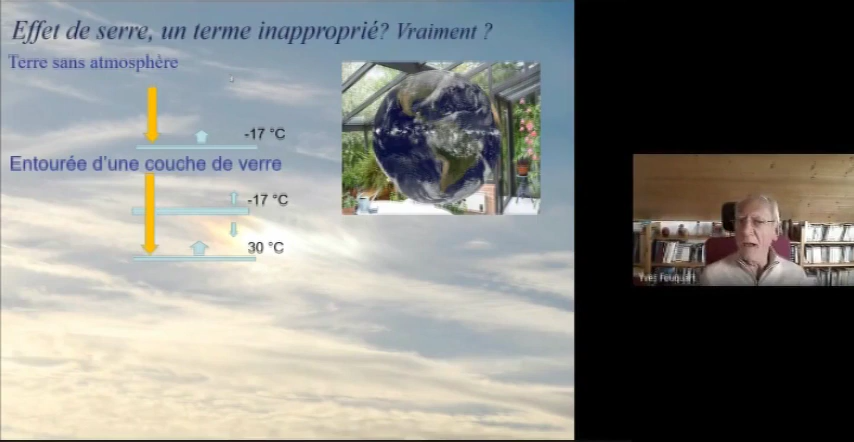 Effet de serre, un terme inapproprié? Vraiment ?
Terre sans atmosphère
-17 °C
Entourée d'une couche de verre
-17 °C
30 °C
Yves Fouquart